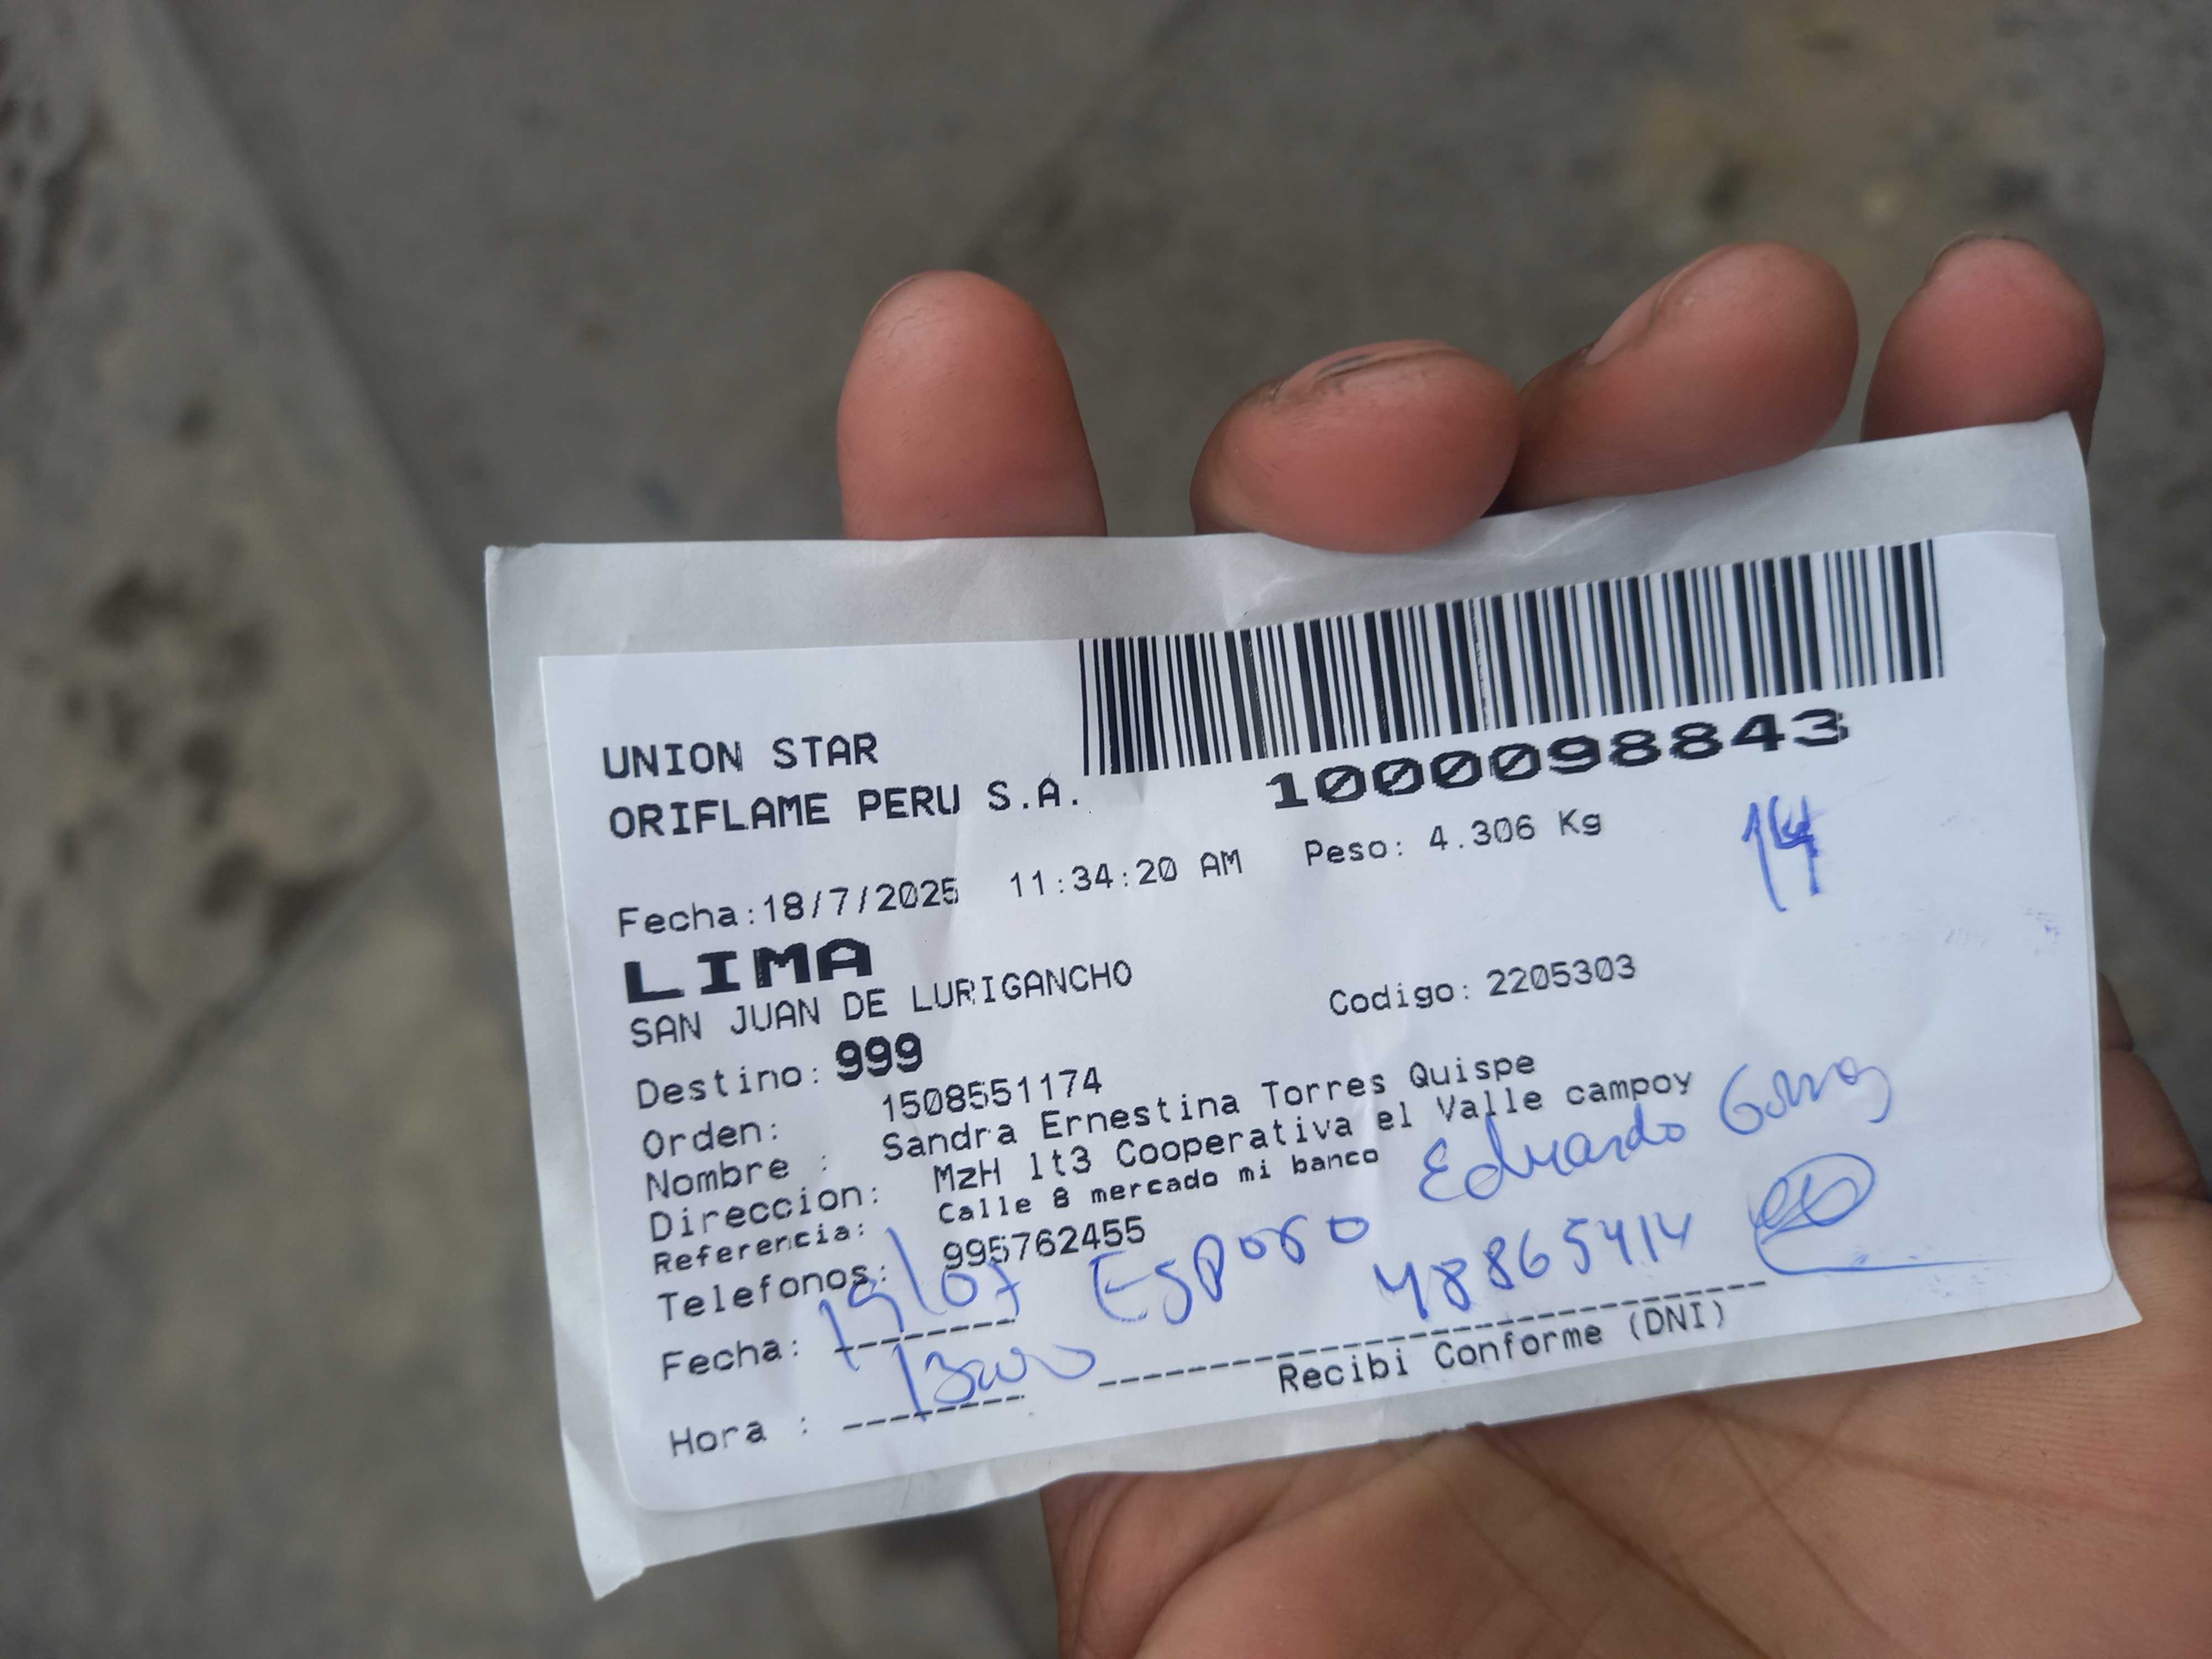 UNION STAR
ORIFLAME PERU S.A.
1000098843
Fecha:18/7/2025 11:34:20 AM Peso: 4.306 Kg
14
LIMA
SAN JUAN DE LURIGANCHO
Codigo: 2205303
Destino: 999
Orden: 1508551174
Nombre : Sandra Ernestina Torres Quispe
Direccion: MzH lt3 Cooperativa el Valle campoy
Referencia: Calle 8 mercado mi banco
Telefonos: 995762455
Esposo Eduardo
48865414
Fecha: 19/07
Hora :
Recibi Conforme (DNI)